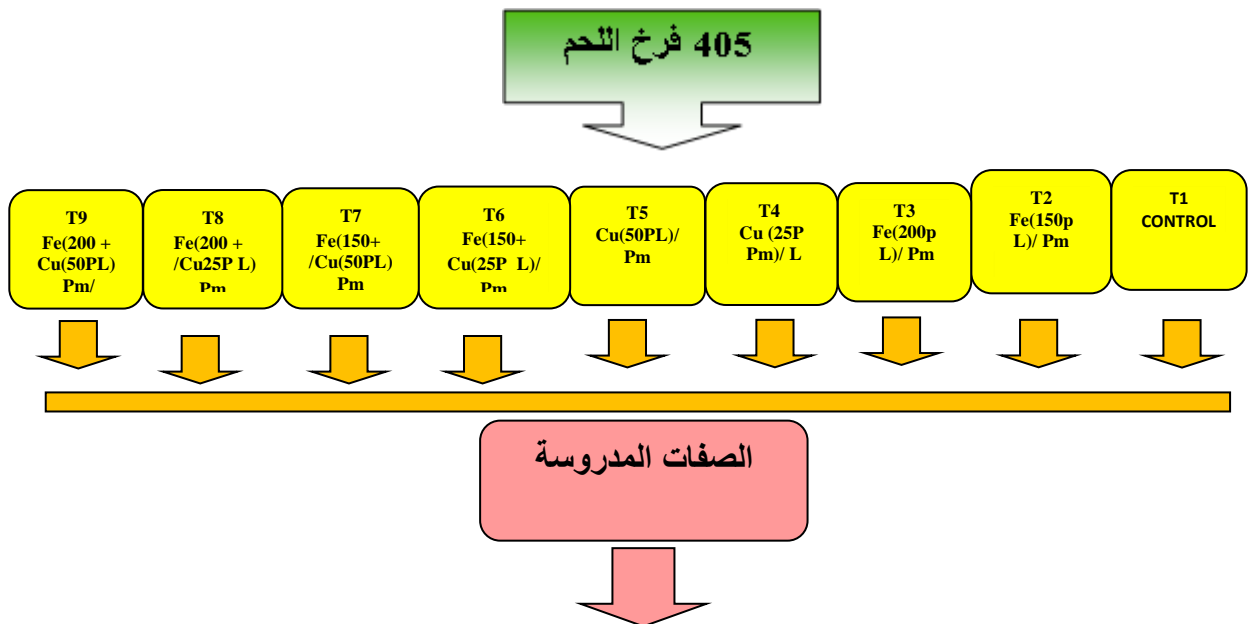 405 فرخ اللحم
T1
CONTROL
T2
Fe(150p
L)/ Pm
T3
Fe(200p
L)/ Pm
T4
Cu (25P
Pm)/ L
T5
Cu(50PL)/
Pm
T6
Fe(150+
Cu(25P L)/
Pm
T7
Fe(150+
/Cu(50PL)
Pm
T8
Fe(200 +
/Cu25P L)
Pm
T9
Fe(200 +
Cu(50PL)
Pm/
الصفات المدروسة